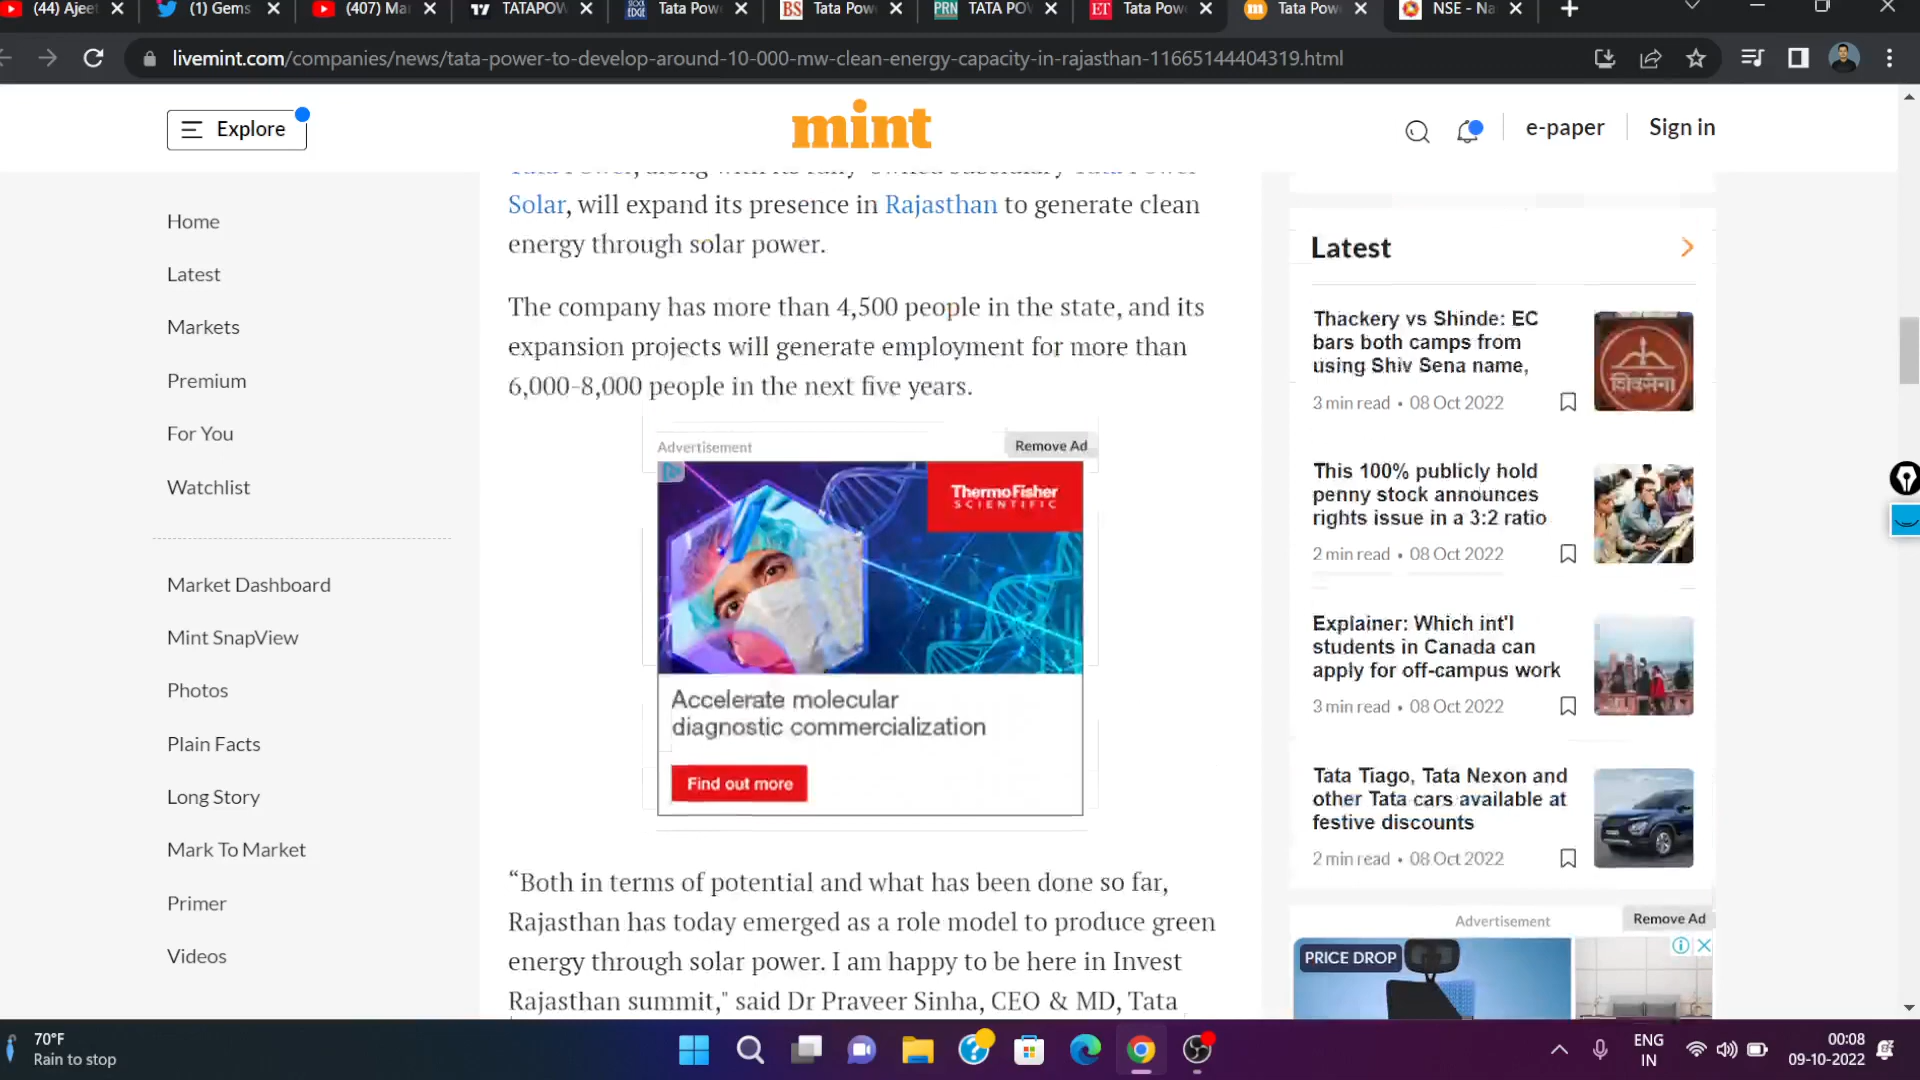 (44) Ajeet
(1) Gems
(407) Ma
TATAPOW
Tata Pow
Tata Pow
TATA POW
Tata Pow
Tata Pow
NSE - Na
livemint.com/companies/news/tata-power-to-develop-around-10-000-mw-clean-energy-capacity-in-rajasthan-11665144404319.html
Explore
mint
e-paper
Sign in
Home
Latest
Markets
Premium
For You
Watchlist
Market Dashboard
Mint SnapView
Photos
Plain Facts
Long Story
Mark To Market
Primer
Videos
Tata Power, along with its fully-owned subsidiary Tata Power
Solar, will expand its presence in Rajasthan to generate clean
energy through solar power.
The company has more than 4,500 people in the state, and its
expansion projects will generate employment for more than
6,000-8,000 people in the next five years.
Advertisement
Remove Ad
ThermoFisher
SCIENTIFIC
Accelerate molecular
diagnostic commercialization
Find out more
“Both in terms of potential and what has been done so far,
Rajasthan has today emerged as a role model to produce green
energy through solar power. I am happy to be here in Invest
Rajasthan summit," said Dr Praveer Sinha, CEO & MD, Tata
Latest
Thackery vs Shinde: EC
bars both camps from
using Shiv Sena name,
3 min read • 08 Oct 2022
शिवसेना
This 100% publicly hold
penny stock announces
rights issue in a 3:2 ratio
2 min read • 08 Oct 2022
Explainer: Which int'l
students in Canada can
apply for off-campus work
3 min read • 08 Oct 2022
Tata Tiago, Tata Nexon and
other Tata cars available at
festive discounts
2 min read • 08 Oct 2022
Advertisement
Remove Ad
PRICE DROP
70°F
Rain to stop
ENG
IN
00:08
09-10-2022